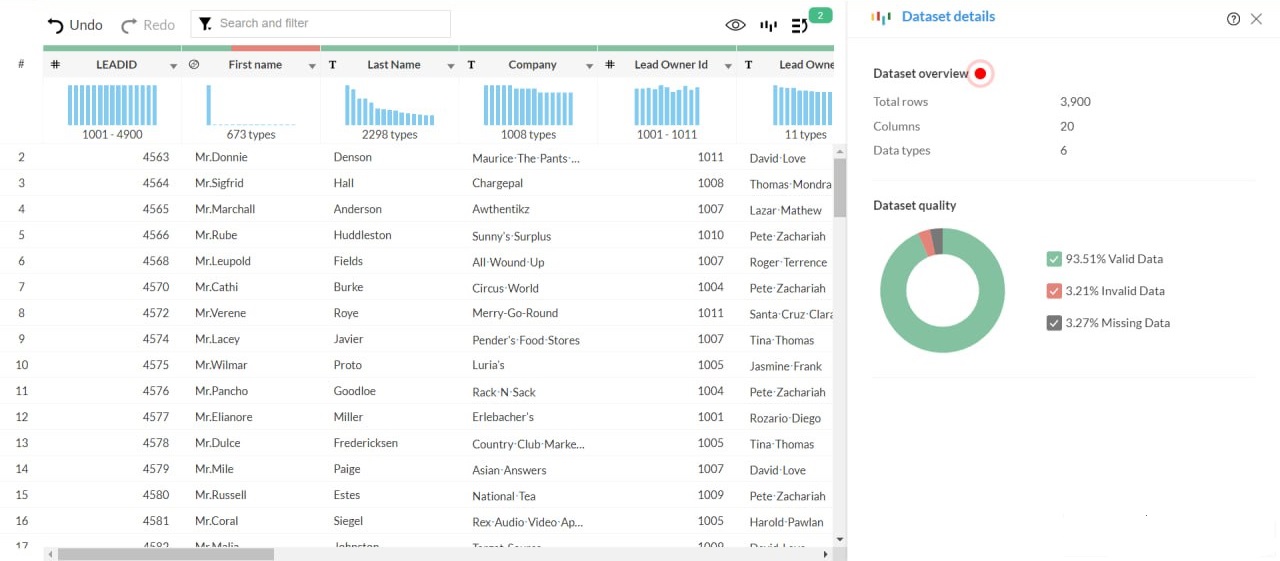 Undo Redo Search and filter 2
# LEADID First name T Last Name T Company # Lead Owner Id T Lead Owne
1001 - 4900 673 types 2298 types 1008 types 1001 - 1011 11 types
2 4563 Mr.Donnie Denson Maurice·The·Pants·... 1011 David·Love
3 4564 Mr.Sigfrid Hall Chargepal 1008 Thomas·Mondra
4 4565 Mr.Marchall Anderson Awthentikz 1007 Lazar·Mathew
5 4566 Mr.Rube Huddleston Sunny's·Surplus 1010 Pete·Zachariah
6 4568 Mr.Leupold Fields All·Wound·Up 1007 Roger·Terrence
7 4570 Mr.Cathi Burke Circus·World 1004 Pete·Zachariah
8 4572 Mr.Verene Roye Merry-Go-Round 1011 Santa·Cruz·Clara
9 4574 Mr.Lacey Javier Pender's·Food·Stores 1007 Tina·Thomas
10 4575 Mr.Wilmar Proto Luria's 1005 Jasmine·Frank
11 4576 Mr.Pancho Goodloe Rack·N·Sack 1004 Pete·Zachariah
12 4577 Mr.Elianore Miller Erlebacher's 1001 Rozario·Diego
13 4578 Mr.Dulce Fredericksen Country·Club·Marke... 1005 Tina·Thomas
14 4579 Mr.Mile Paige Asian·Answers 1007 David·Love
15 4580 Mr.Russell Estes National·Tea 1009 Pete·Zachariah
16 4581 Mr.Coral Siegel Rex·Audio·Video·Ap... 1005 Harold·Pawlan
17 4582 Mr.Malia Johnston Target·Source 1009 David·Love
Dataset details
Dataset overview
Total rows 3,900
Columns 20
Data types 6
Dataset quality
93.51% Valid Data
3.21% Invalid Data
3.27% Missing Data